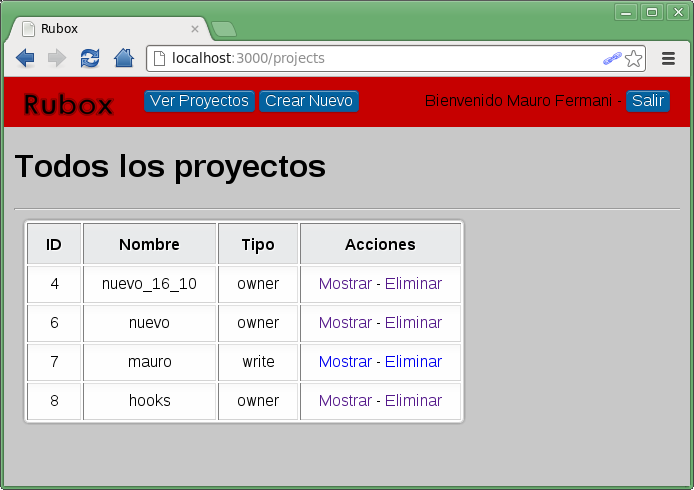 Rubox
localhost:3000/projects
Rubox Ver Proyectos Crear Nuevo Bienvenido Mauro Fermani - Salir
Todos los proyectos
ID Nombre Tipo Acciones
4 nuevo_16_10 owner Mostrar - Eliminar
6 nuevo owner Mostrar - Eliminar
7 mauro write Mostrar - Eliminar
8 hooks owner Mostrar - Eliminar